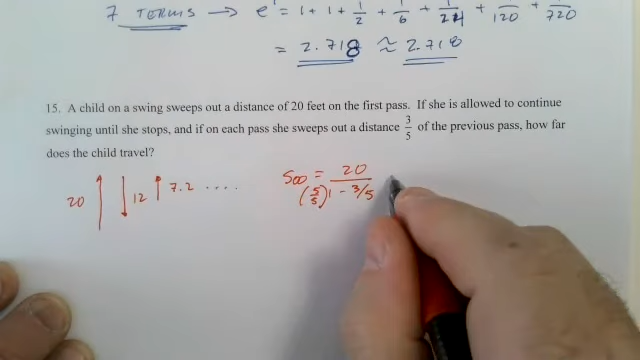 7 TERMS → e¹ = 1 + 1 + 1/2 + 1/6 + 1/24 + 1/120 + 1/720
= 2.718 ≈ 2.718
15. A child on a swing sweeps out a distance of 20 feet on the first pass. If she is allowed to continue
swinging until she stops, and if on each pass she sweeps out a distance 3/5 of the previous pass, how far
does the child travel?
20 12 7.2 ....
S∞ = 20 / (5/5) 1 - 3/5